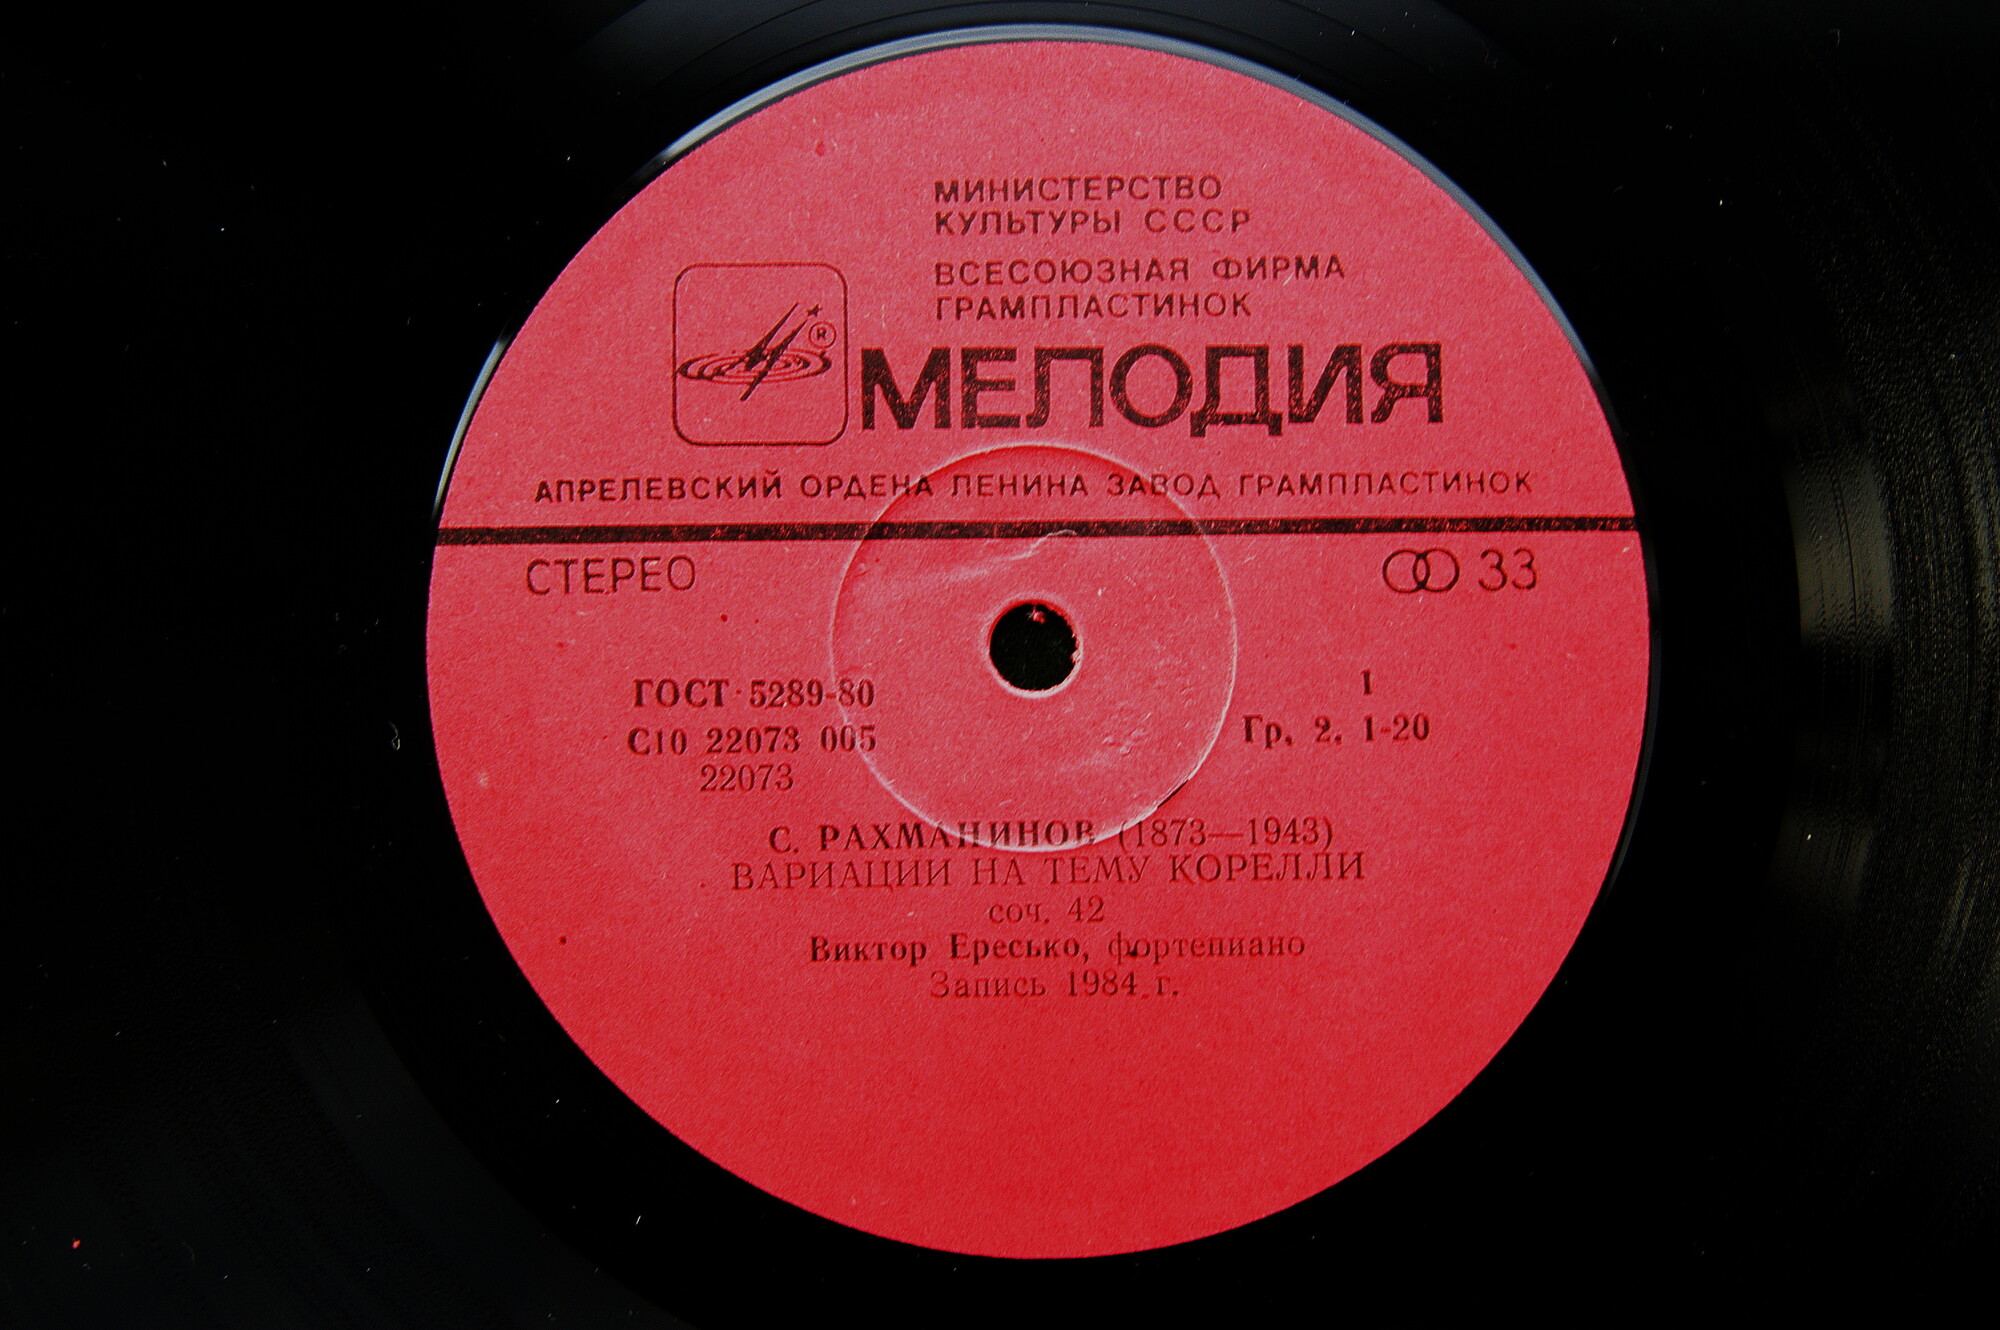 МИНИСТЕРСТВО
КУЛЬТУРЫ СССР
ВСЕСОЮЗНАЯ ФИРМА
ГРАМПЛАСТИНОК
®
МЕЛОДИЯ
АПРЕЛЕВСКИЙ ОРДЕНА ЛЕНИНА ЗАВОД ГРАМПЛАСТИНОК
СТЕРЕО
33
ГОСТ 5289-80
С10 22073 005
22073
1
Гр. 2. 1-20
С. РАХМАНИНОВ (1873—1943)
ВАРИАЦИИ НА ТЕМУ КОРЕЛЛИ
соч. 42
Виктор Ересько, фортепиано
Запись 1984 г.